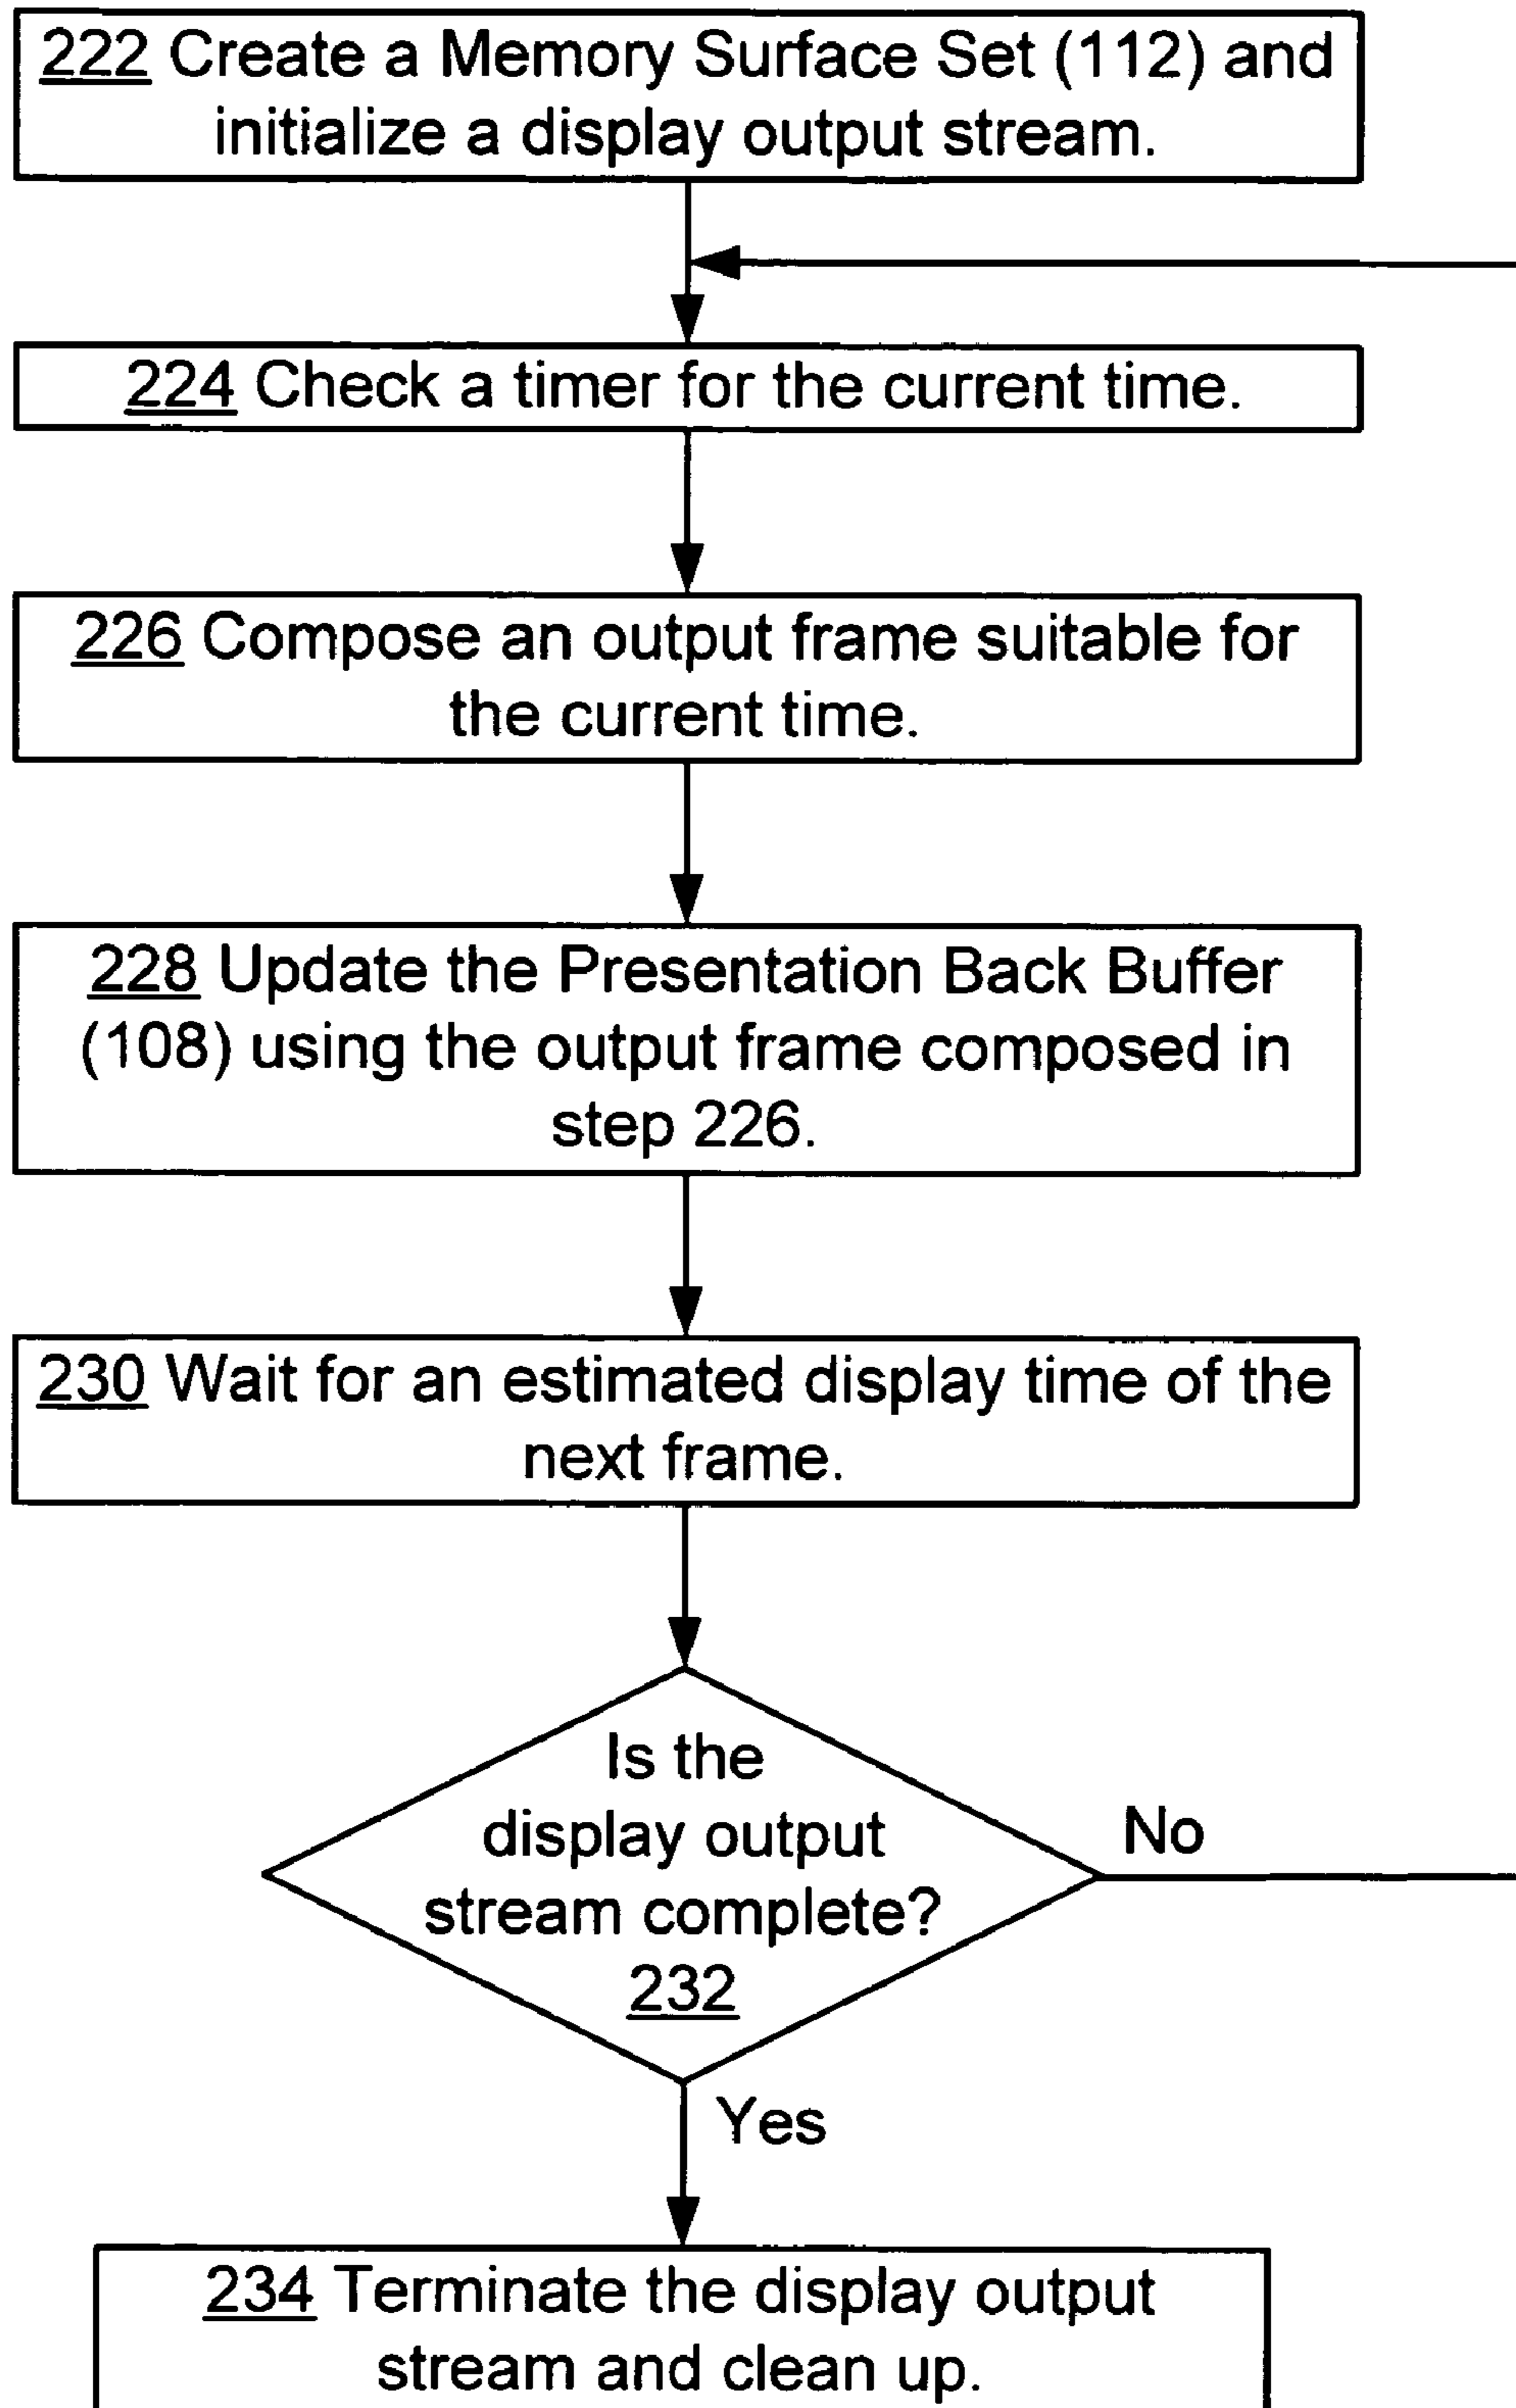 222 Create a Memory Surface Set (112) and
initialize a display output stream.
224 Check a timer for the current time.
226 Compose an output frame suitable for
the current time.
228 Update the Presentation Back Buffer
(108) using the output frame composed in
step 226.
230 Wait for an estimated display time of the
next frame.
Is the
display output
stream complete?
232
No
Yes
234 Terminate the display output
stream and clean up.